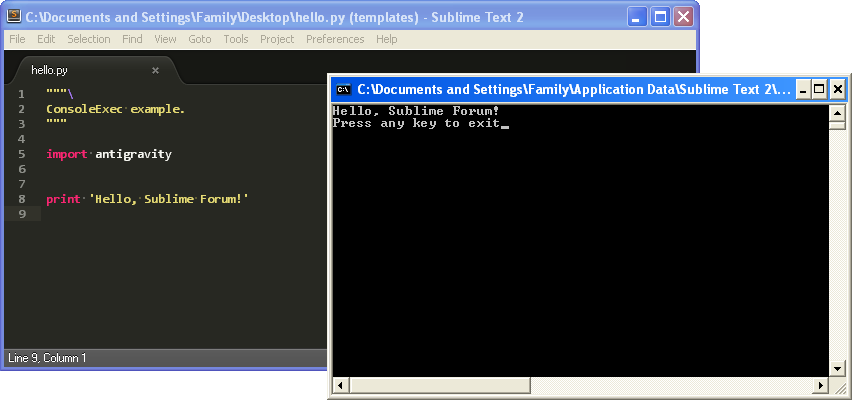 C:\Documents and Settings\Family\Desktop\hello.py (templates) - Sublime Text 2
File Edit Selection Find View Goto Tools Project Preferences Help
hello.py ×
1 """\
2 ConsoleExec example.
3 """
4
5 import antigravity
6
7
8 print 'Hello, Sublime Forum!'
9
Line 9, Column 1
C:\Documents and Settings\Family\Application Data\Sublime Text 2\...
Hello, Sublime Forum!
Press any key to exit_